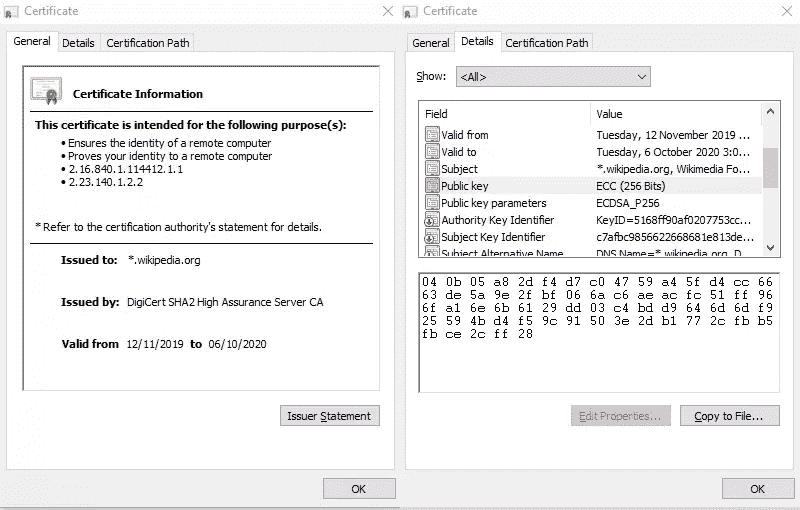 Certificate
General Details Certification Path
Certificate Information
This certificate is intended for the following purpose(s):
• Ensures the identity of a remote computer
• Proves your identity to a remote computer
• 2.16.840.1.114412.1.1
• 2.23.140.1.2.2
* Refer to the certification authority's statement for details.
Issued to: *.wikipedia.org
Issued by: DigiCert SHA2 High Assurance Server CA
Valid from 12/11/2019 to 06/10/2020
Issuer Statement
OK
Certificate
General Details Certification Path
Show: <All>
Field Value
Valid from Tuesday, 12 November 2019 ...
Valid to Tuesday, 6 October 2020 3:0...
Subject *.wikipedia.org, Wikimedia Fo...
Public key ECC (256 Bits)
Public key parameters ECDSA_P256
Authority Key Identifier KeyID=5168ff90af0207753cc...
Subject Key Identifier c7afbc9856622668681e813de...
Subject Alternative Name DNS Name=*.wikipedia.org, D...
04 0b 05 a8 2d f4 d7 c0 47 59 a4 5f d4 cc 66
63 de 5a 9e 2f bf 06 6a c6 ae ac fc 51 ff 96
6f a1 6e 6b 61 29 dd 03 c4 bd d9 64 6d 6d f9
25 59 4b d4 f5 9c 91 50 3e 2d b1 77 2c fb b5
fb ce 2c ff 28
Edit Properties...
Copy to File...
OK